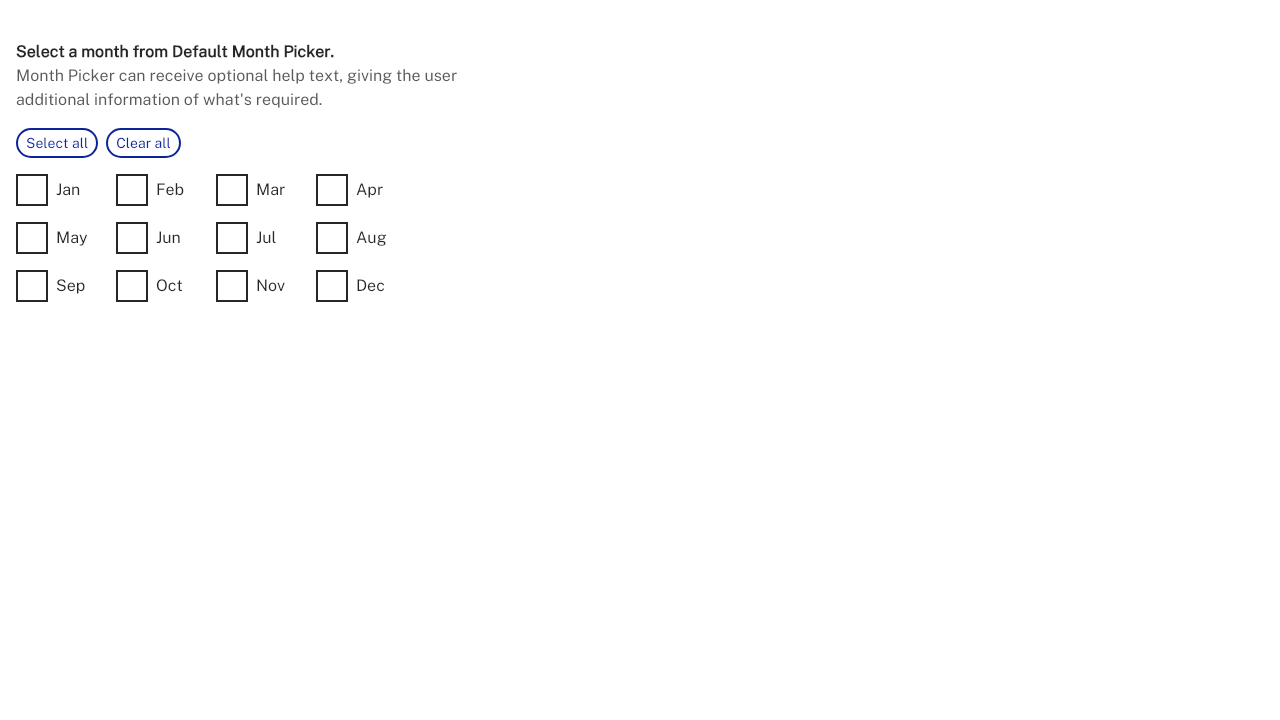 Select a month from Default Month Picker.
Month Picker can receive optional help text, giving the user
additional information of what's required.
Select all Clear all
Jan Feb Mar Apr
May Jun Jul Aug
Sep Oct Nov Dec